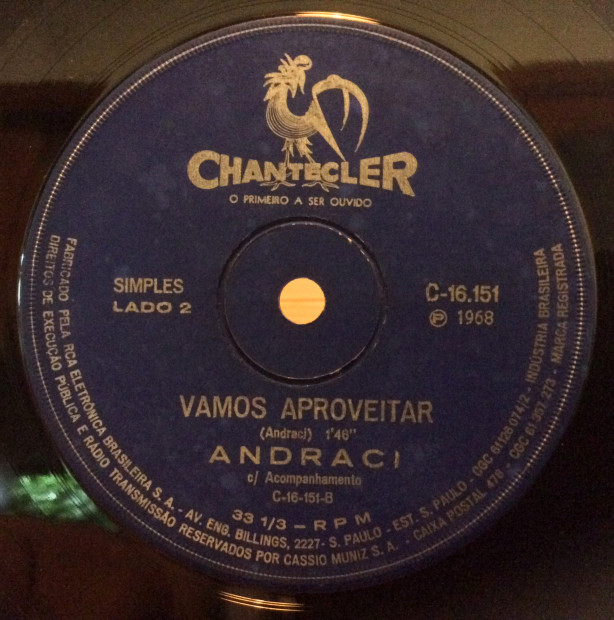 CHANTECLER
O PRIMEIRO A SER OUVIDO
SIMPLES
LADO 2
C-16.151
Ⓟ 1968
VAMOS APROVEITAR
(Andraci) 1'46"
ANDRACI
c/ Acompanhamento
C-16-151-B
33 1/3 - RPM
FABRICADO PELA RCA ELETRÔNICA BRASILEIRA S. A. - AV. ENG. BILLINGS, 2227- S. PAULO - EST. S. PAULO - CGC 61 126 074/2 - INDÚSTRIA BRASILEIRA
DIREITOS DE EXECUÇÃO PÚBLICA E RÁDIO TRANSMISSÃO RESERVADOS POR CASSIO MUNIZ S. A. - CAIXA POSTAL 478 - CGC 61 357 273 - MARCA REGISTRADA